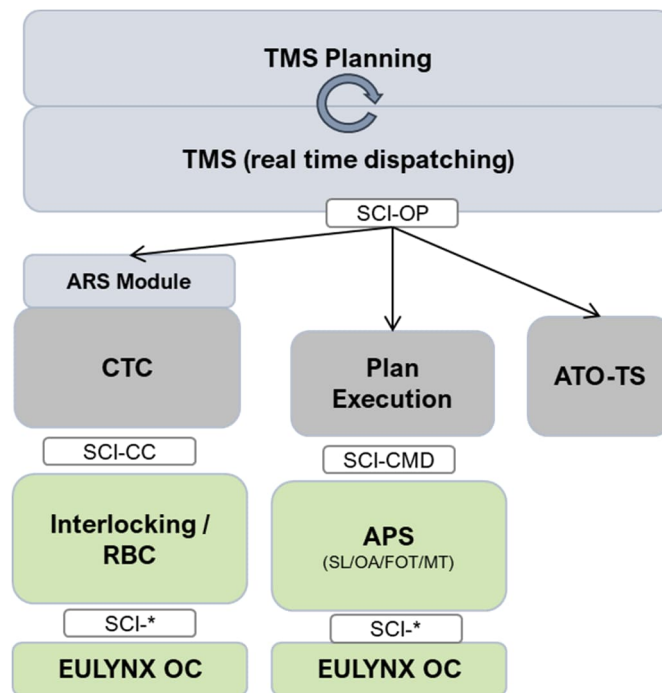 TMS Planning
TMS (real time dispatching)
SCI-OP
ARS Module
CTC
Plan
Execution
ATO-TS
SCI-CC
SCI-CMD
Interlocking /
RBC
APS
(SL/OA/FOT/MT)
SCI-*
SCI-*
EULYNX OC
EULYNX OC